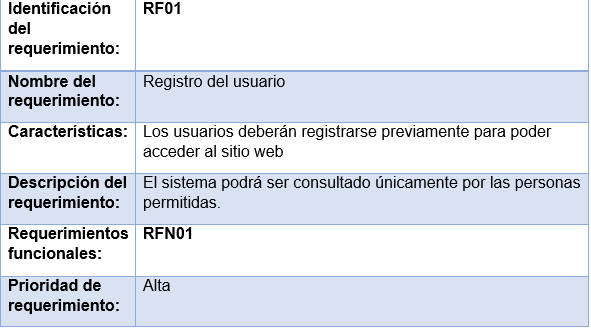 Identificación RF01
del
requerimiento:
Nombre del Registro del usuario
requerimiento:
Características: Los usuarios deberán registrarse previamente para poder
acceder al sitio web
Descripción del El sistema podrá ser consultado únicamente por las personas
requerimiento: permitidas.
Requerimientos RFN01
funcionales:
Prioridad de Alta
requerimiento: